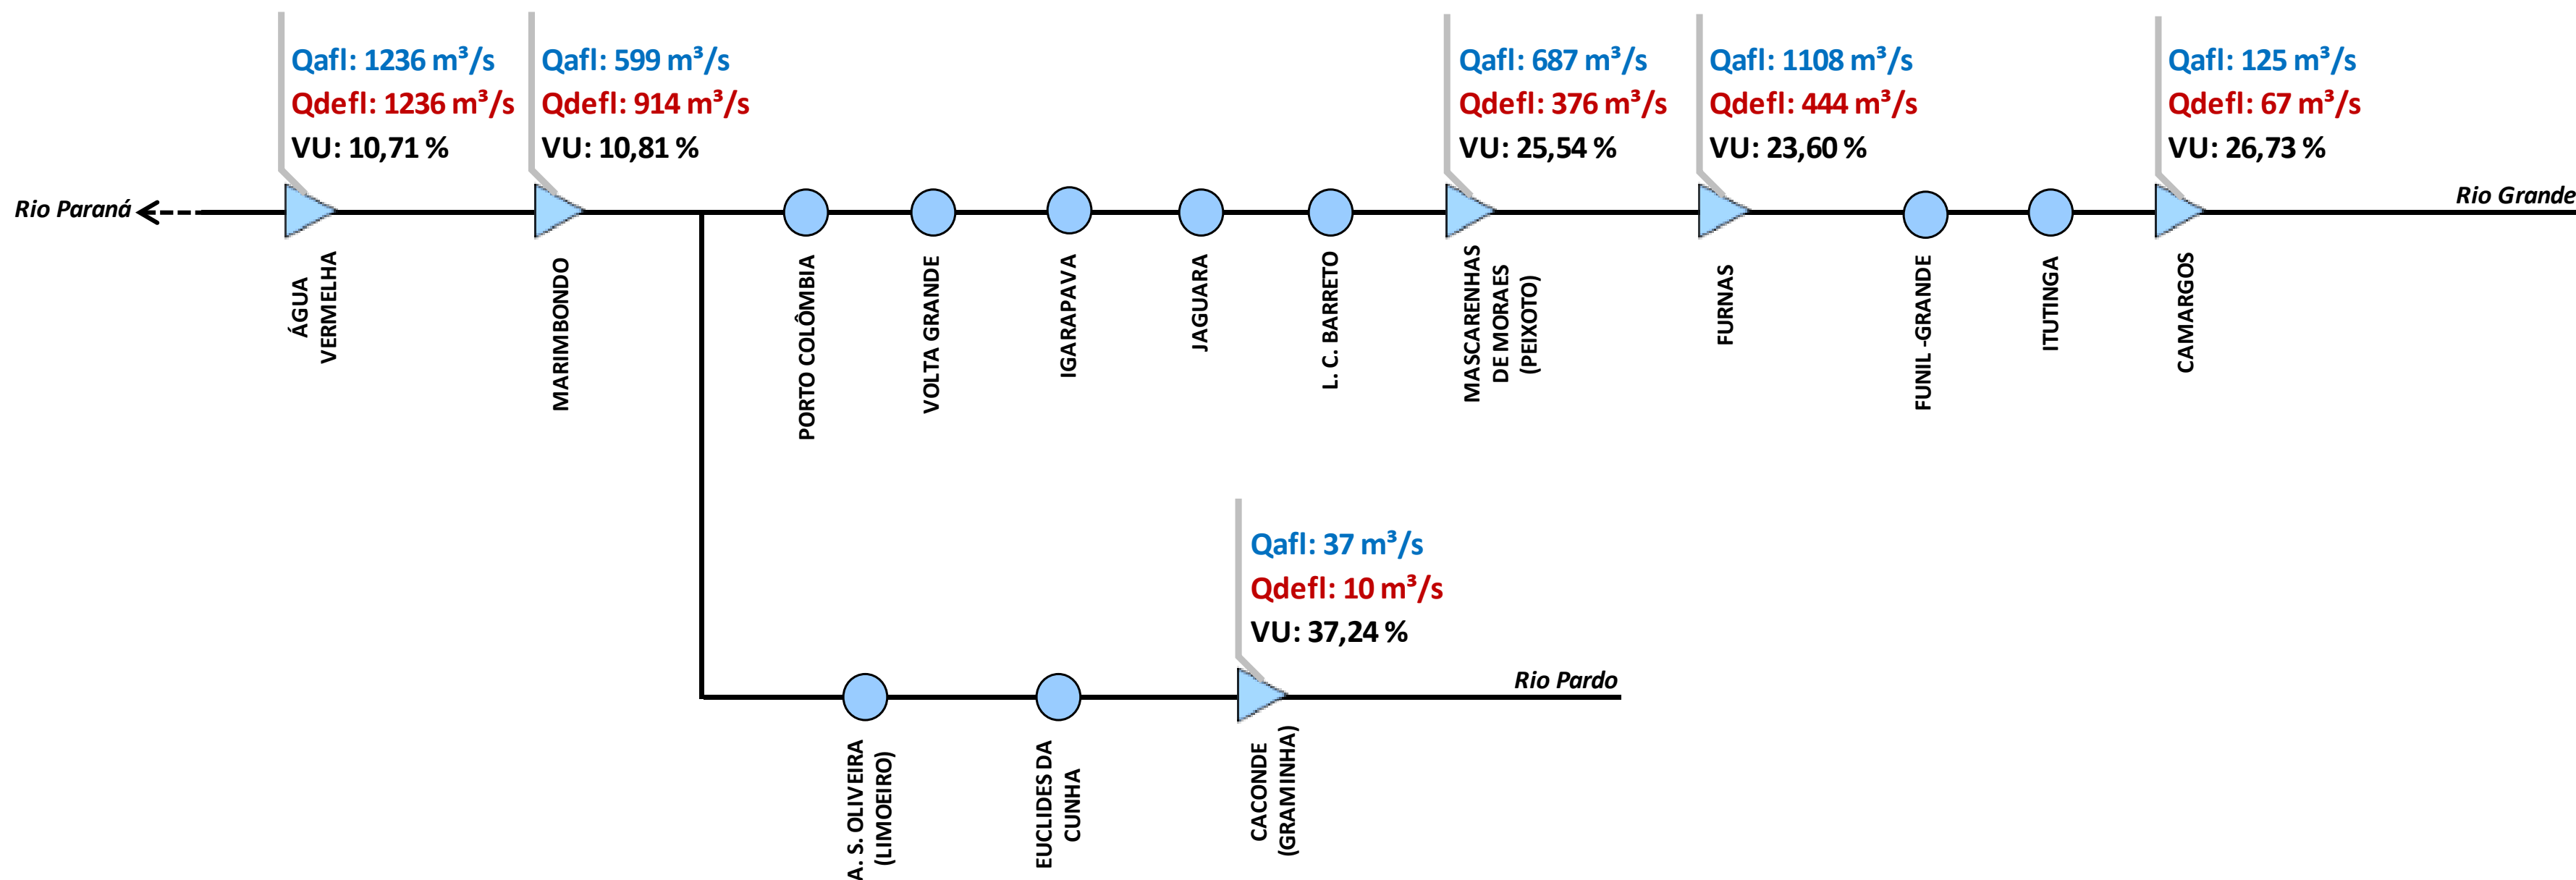 Qafl: 1236 m³/s
Qdefl: 1236 m³/s
VU: 10,71 %
Qafl: 599 m³/s
Qdefl: 914 m³/s
VU: 10,81 %
Qafl: 687 m³/s
Qdefl: 376 m³/s
VU: 25,54 %
Qafl: 1108 m³/s
Qdefl: 444 m³/s
VU: 23,60 %
Qafl: 125 m³/s
Qdefl: 67 m³/s
VU: 26,73 %
Rio Paraná
Rio Grande
ÁGUA
VERMELHA
MARIMBONDO
PORTO COLÔMBIA
VOLTA GRANDE
IGARAPAVA
JAGUARA
L. C. BARRETO
MASCARENHAS
DE MORAES
(PEIXOTO)
FURNAS
FUNIL -GRANDE
ITUTINGA
CAMARGOS
Qafl: 37 m³/s
Qdefl: 10 m³/s
VU: 37,24 %
Rio Pardo
A. S. OLIVEIRA
(LIMOEIRO)
EUCLIDES DA
CUNHA
CACONDE
(GRAMINHA)